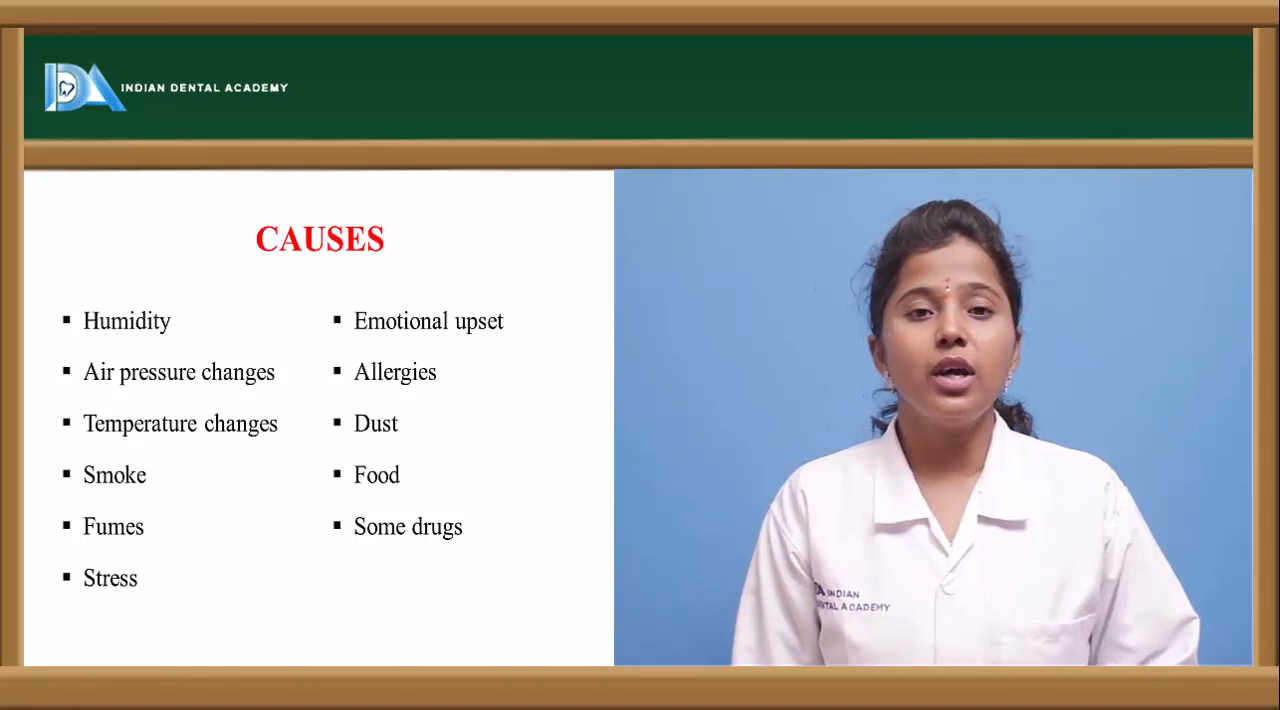 INDIAN DENTAL ACADEMY
CAUSES
▪ Humidity
▪ Air pressure changes
▪ Temperature changes
▪ Smoke
▪ Fumes
▪ Stress
▪ Emotional upset
▪ Allergies
▪ Dust
▪ Food
▪ Some drugs
INDIAN
ACADEMY